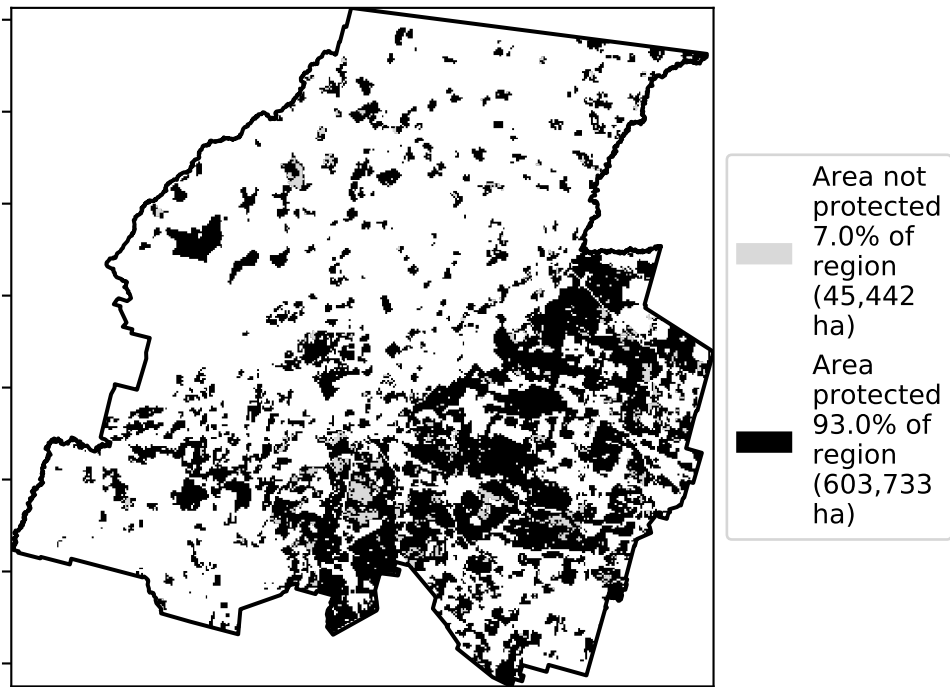 Area not
protected
7.0% of
region
(45,442
ha)
Area
protected
93.0% of
region
(603,733
ha)